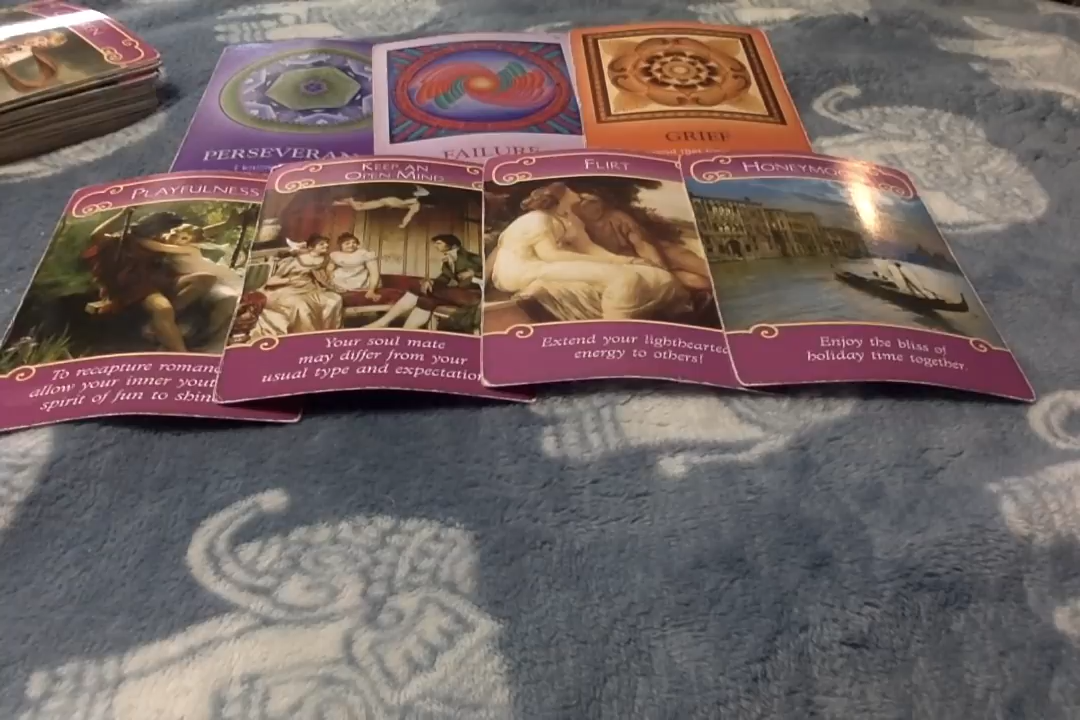 PERSEVERAN
FAILURE
GRIEF
PLAYFULNESS
To recapture romanc
allow your inner yout
spirit of fun to shin
KEEP AN
OPEN MIND
Your soul mate
may differ from your
usual type and expectation
FLIRT
Extend your lighthearted
energy to others!
HONEYMO
Enjoy the bliss of
holiday time together.